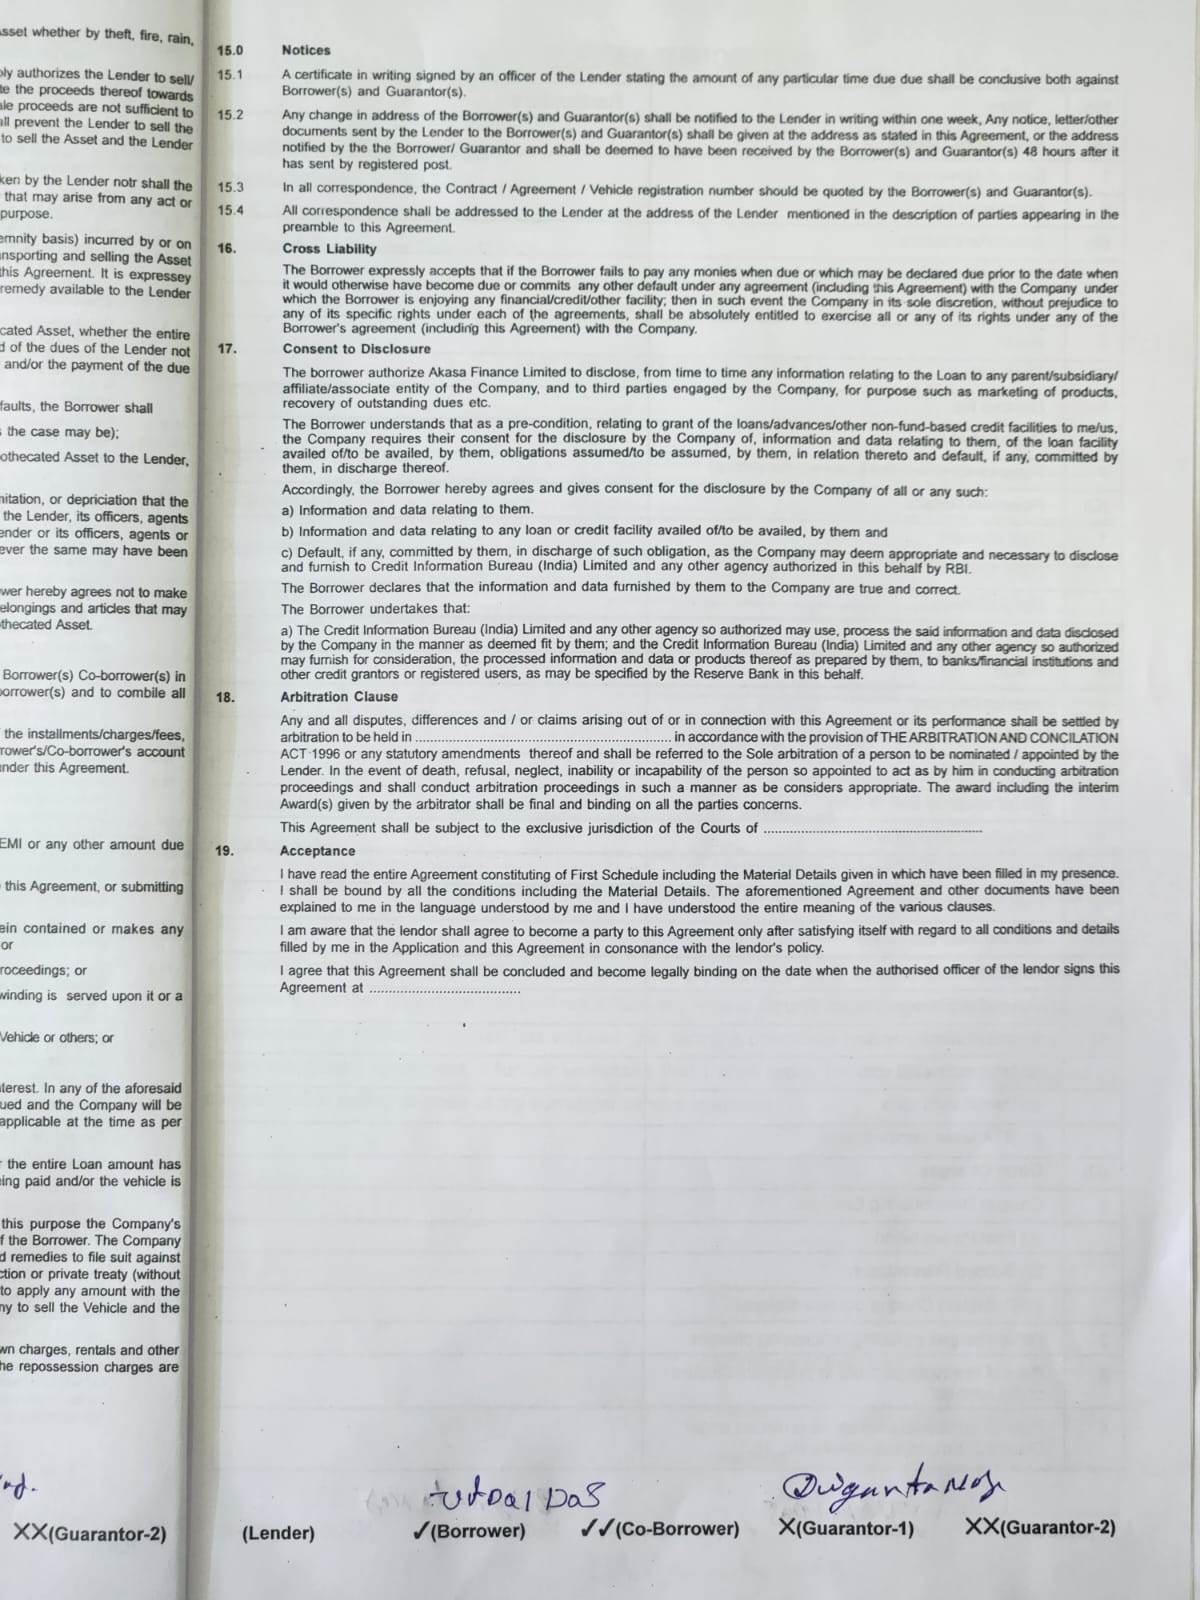 sset whether by theft, fire, rain,
ly authorizes the Lender to sell/
te the proceeds thereof towards
ale proceeds are not sufficient to
all prevent the Lender to sell the
to sell the Asset and the Lender
ken by the Lender notr shall the
that may arise from any act or
purpose.
emnity basis) incurred by or on
ansporting and selling the Asset
this Agreement. It is expressey
remedy available to the Lender
cated Asset, whether the entire
d of the dues of the Lender not
and/or the payment of the due
faults, the Borrower shall
the case may be);
othecated Asset to the Lender,
mitation, or depriciation that the
the Lender, its officers, agents
ender or its officers, agents or
ever the same may have been
wer hereby agrees not to make
elongings and articles that may
othecated Asset.
Borrower(s) Co-borrower(s) in
orrower(s) and to combile all
the installments/charges/fees,
rower's/Co-borrower's account
under this Agreement.
EMI or any other amount due
this Agreement, or submitting
ein contained or makes any
or
roceedings; or
winding is served upon it or a
Vehicle or others; or
terest. In any of the aforesaid
ued and the Company will be
applicable at the time as per
the entire Loan amount has
eing paid and/or the vehicle is
this purpose the Company's
f the Borrower. The Company
d remedies to file suit against
ction or private treaty (without
to apply any amount with the
ny to sell the Vehicle and the
wn charges, rentals and other
he repossession charges are
XX(Guarantor-2)
15.0 Notices
15.1 A certificate in writing signed by an officer of the Lender stating the amount of any particular time due due shall be conclusive both against
Borrower(s) and Guarantor(s).
15.2 Any change in address of the Borrower(s) and Guarantor(s) shall be notified to the Lender in writing within one week, Any notice, letter/other
documents sent by the Lender to the Borrower(s) and Guarantor(s) shall be given at the address as stated in this Agreement, or the address
notified by the the Borrower/ Guarantor and shall be deemed to have been received by the Borrower(s) and Guarantor(s) 48 hours after it
has sent by registered post.
15.3 In all correspondence, the Contract / Agreement / Vehicle registration number should be quoted by the Borrower(s) and Guarantor(s).
15.4 All correspondence shall be addressed to the Lender at the address of the Lender mentioned in the description of parties appearing in the
preamble to this Agreement.
16. Cross Liability
The Borrower expressly accepts that if the Borrower fails to pay any monies when due or which may be declared due prior to the date when
it would otherwise have become due or commits any other default under any agreement (including this Agreement) with the Company under
which the Borrower is enjoying any financial/credit/other facility; then in such event the Company in its sole discretion, without prejudice to
any of its specific rights under each of the agreements, shall be absolutely entitled to exercise all or any of its rights under any of the
Borrower's agreement (including this Agreement) with the Company.
17. Consent to Disclosure
The borrower authorize Akasa Finance Limited to disclose, from time to time any information relating to the Loan to any parent/subsidiary/
affiliate/associate entity of the Company, and to third parties engaged by the Company, for purpose such as marketing of products,
recovery of outstanding dues etc.
The Borrower understands that as a pre-condition, relating to grant of the loans/advances/other non-fund-based credit facilities to me/us,
the Company requires their consent for the disclosure by the Company of, information and data relating to them, of the loan facility
availed of/to be availed, by them, obligations assumed/to be assumed, by them, in relation thereto and default, if any, committed by
them, in discharge thereof.
Accordingly, the Borrower hereby agrees and gives consent for the disclosure by the Company of all or any such:
a) Information and data relating to them.
b) Information and data relating to any loan or credit facility availed of/to be availed, by them and
c) Default, if any, committed by them, in discharge of such obligation, as the Company may deem appropriate and necessary to disclose
and furnish to Credit Information Bureau (India) Limited and any other agency authorized in this behalf by RBI.
The Borrower declares that the information and data furnished by them to the Company are true and correct.
The Borrower undertakes that:
a) The Credit Information Bureau (India) Limited and any other agency so authorized may use, process the said information and data disclosed
by the Company in the manner as deemed fit by them; and the Credit Information Bureau (India) Limited and any other agency so authorized
may furnish for consideration, the processed information and data or products thereof as prepared by them, to banks/financial institutions and
other credit grantors or registered users, as may be specified by the Reserve Bank in this behalf.
18. Arbitration Clause
Any and all disputes, differences and / or claims arising out of or in connection with this Agreement or its performance shall be settled by
arbitration to be held in ........................................................ in accordance with the provision of THE ARBITRATION AND CONCILATION
ACT 1996 or any statutory amendments thereof and shall be referred to the Sole arbitration of a person to be nominated / appointed by the
Lender. In the event of death, refusal, neglect, inability or incapability of the person so appointed to act as by him in conducting arbitration
proceedings and shall conduct arbitration proceedings in such a manner as be considers appropriate. The award including the interim
Award(s) given by the arbitrator shall be final and binding on all the parties concerns.
This Agreement shall be subject to the exclusive jurisdiction of the Courts of ........................................................
19. Acceptance
I have read the entire Agreement constituting of First Schedule including the Material Details given in which have been filled in my presence.
I shall be bound by all the conditions including the Material Details. The aforementioned Agreement and other documents have been
explained to me in the language understood by me and I have understood the entire meaning of the various clauses.
I am aware that the lendor shall agree to become a party to this Agreement only after satisfying itself with regard to all conditions and details
filled by me in the Application and this Agreement in consonance with the lendor's policy.
I agree that this Agreement shall be concluded and become legally binding on the date when the authorised officer of the lendor signs this
Agreement at ........................................
Das
(Lender) ✓(Borrower) ✓✓(Co-Borrower) X(Guarantor-1) XX(Guarantor-2)